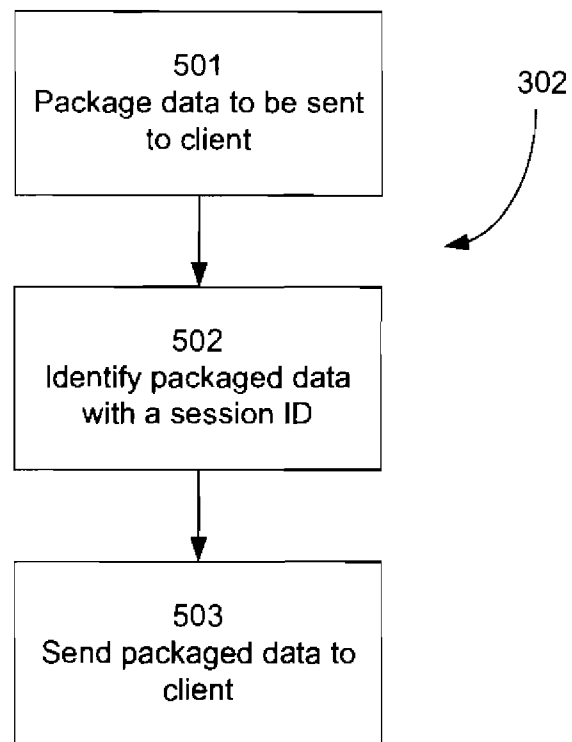 501
Package data to be sent
to client
302
502
Identify packaged data
with a session ID
503
Send packaged data to
client